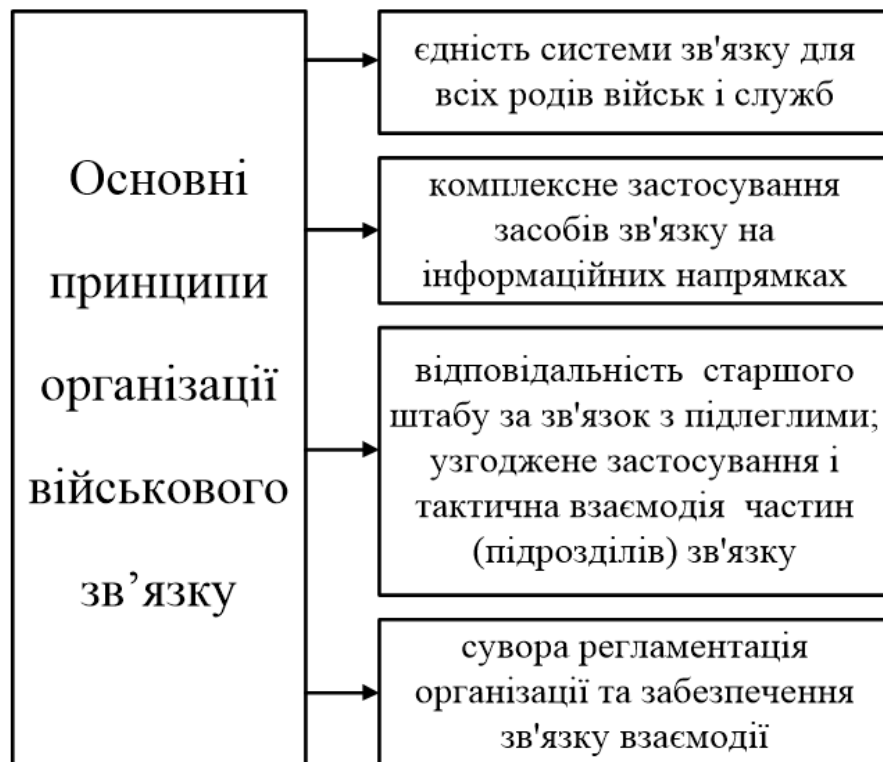 Основні
принципи
організації
військового
зв’язку
єдність системи зв'язку для
всіх родів військ і служб
комплексне застосування
засобів зв'язку на
інформаційних напрямках
відповідальність старшого
штабу за зв'язок з підлеглими;
узгоджене застосування і
тактична взаємодія частин
(підрозділів) зв'язку
сувора регламентація
організації та забезпечення
зв'язку взаємодії